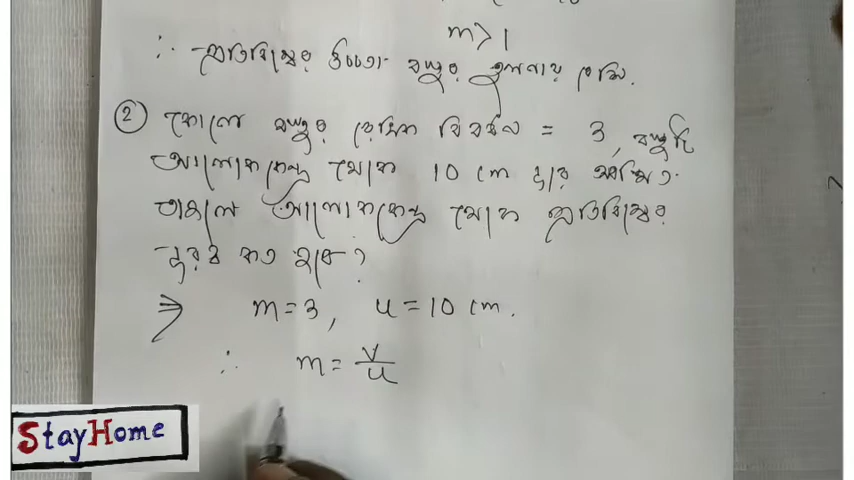 m > 1
∴ প্রতিবিম্বের উচ্চতা বস্তুর তুলনায় বেশি.
② কোনো বস্তুর রৈখিক বিবর্ধন = 3, বস্তুটি
আলোককেন্দ্র থেকে 10 cm দূরে অবস্থিত.
তাহলে আলোককেন্দ্র থেকে প্রতিবিম্বের
দূরত্ব কত হবে?
⇒ m = 3, u = 10 cm.
∴ m = v/u
StayHome